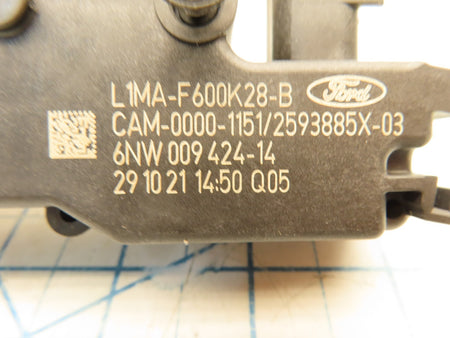 L1MA-F600K28-B Ford
CAM-0000-1151/2593885X-03
6NW 009 424-14
29 10 21 14:50 Q05